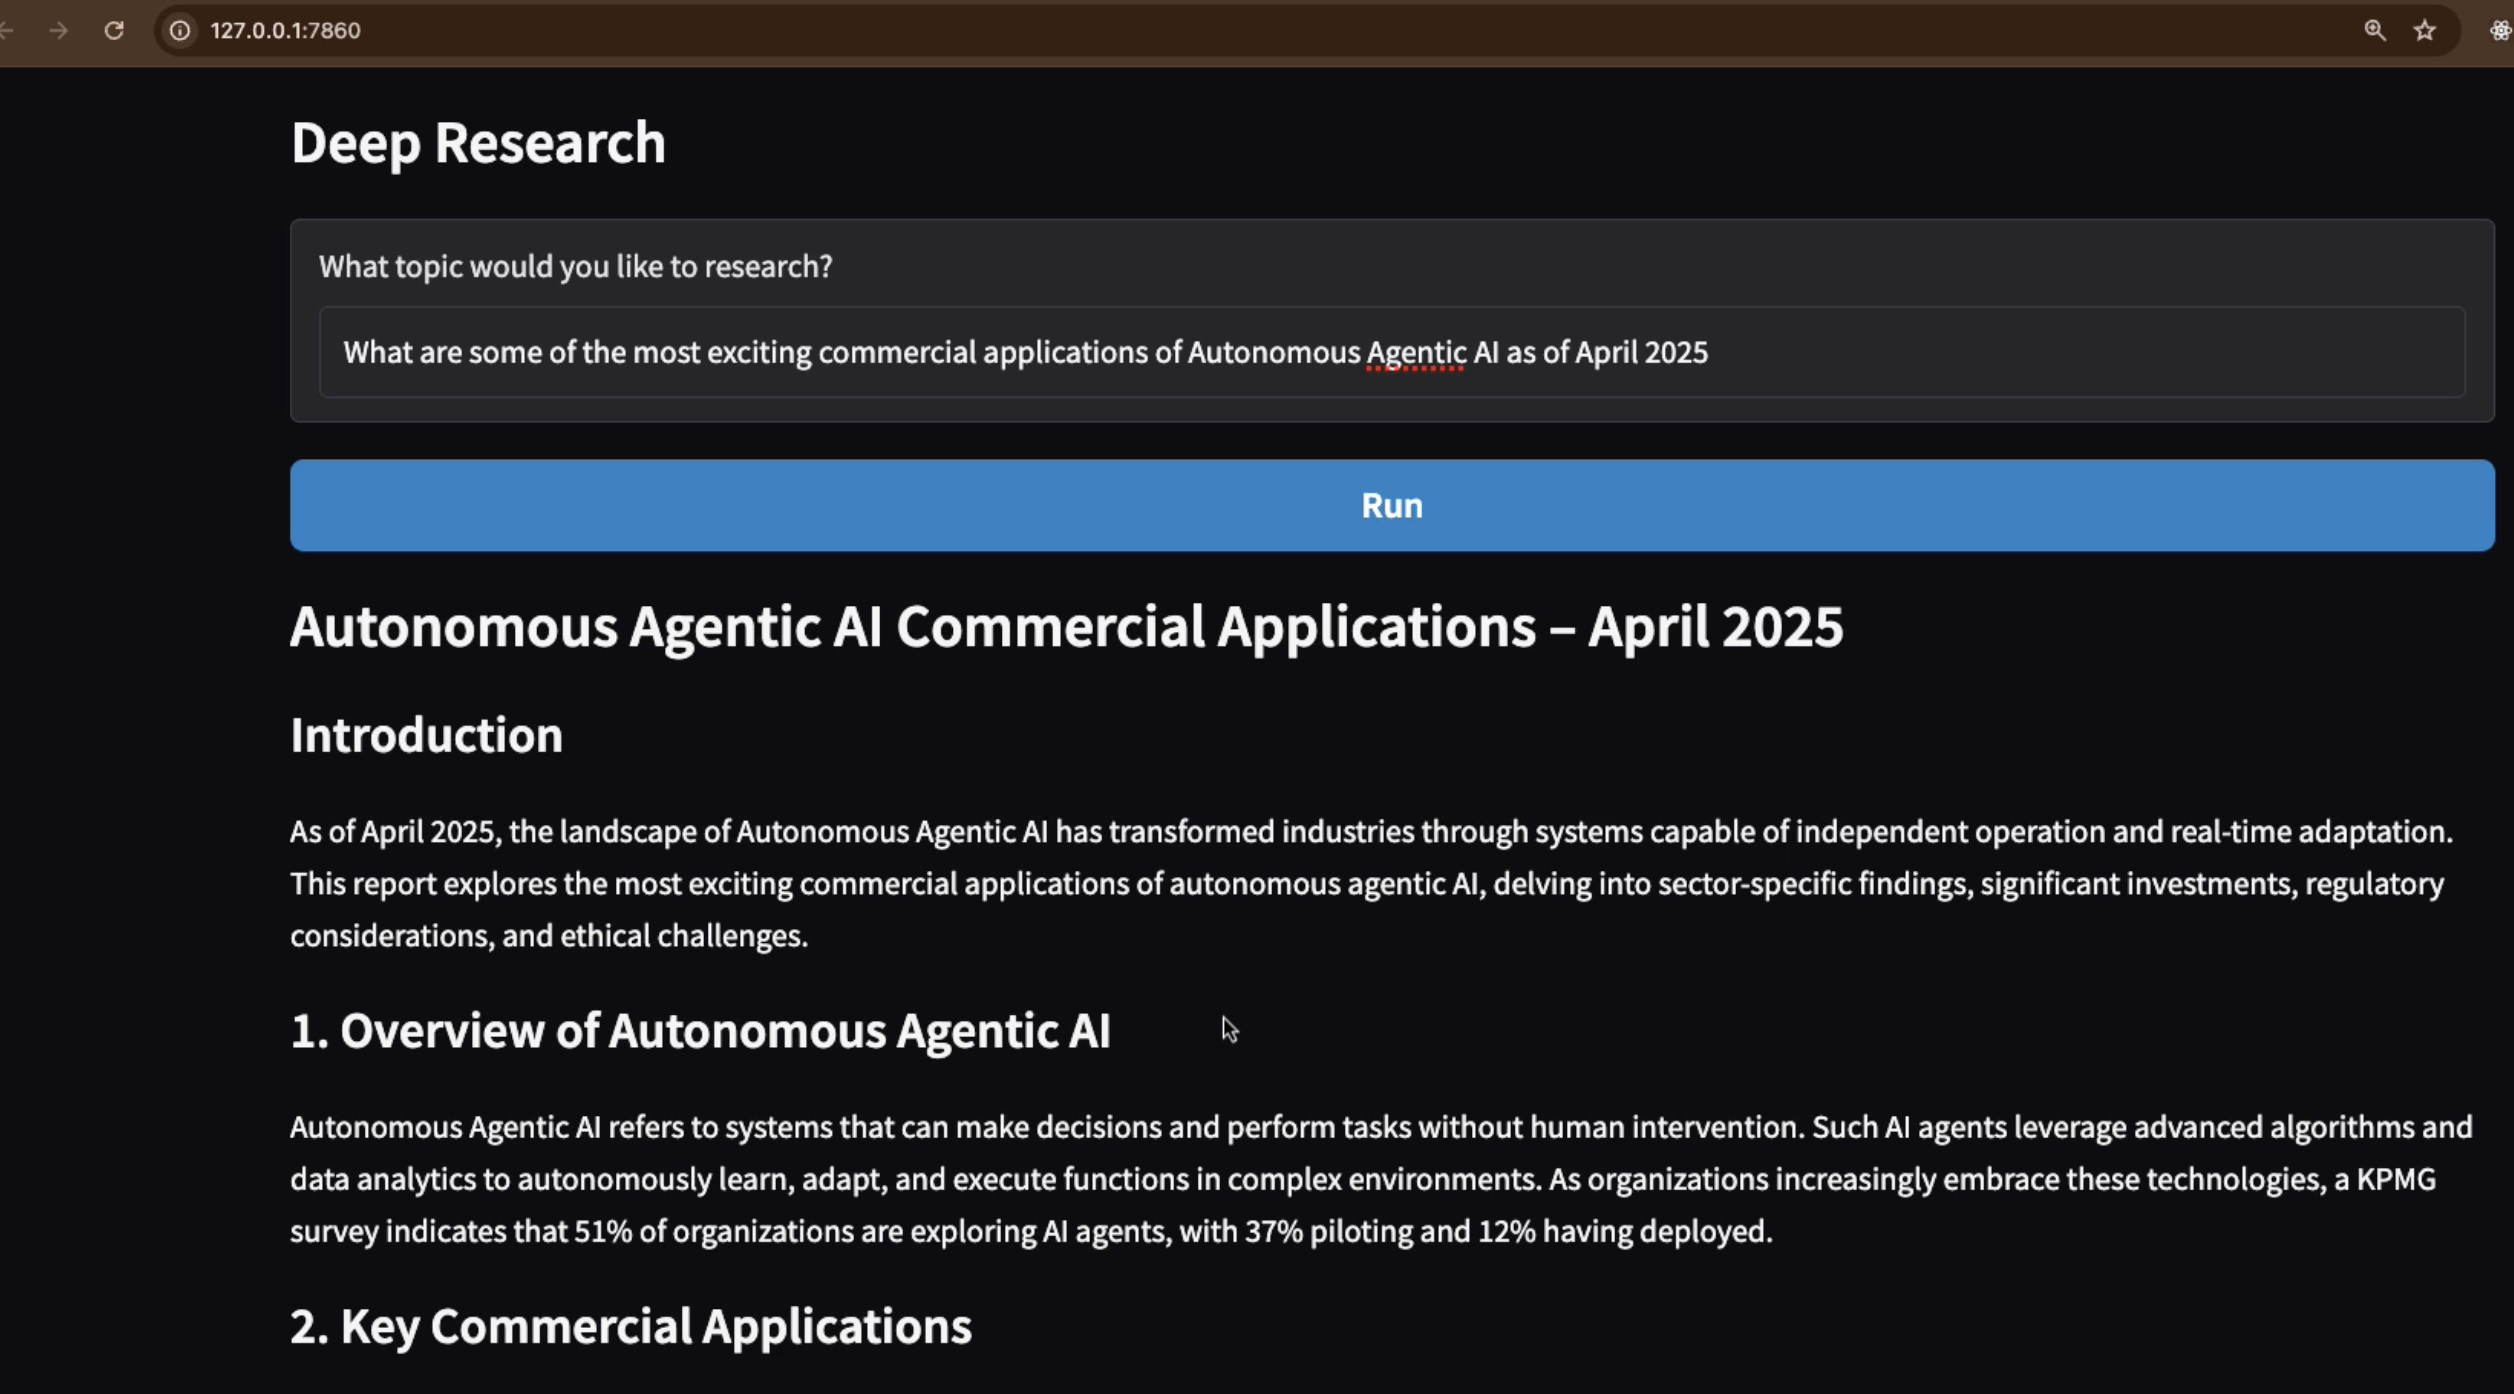 127.0.0.1:7860
Deep Research
What topic would you like to research?
What are some of the most exciting commercial applications of Autonomous Agentic AI as of April 2025
Run
Autonomous Agentic AI Commercial Applications – April 2025
Introduction
As of April 2025, the landscape of Autonomous Agentic AI has transformed industries through systems capable of independent operation and real-time adaptation.
This report explores the most exciting commercial applications of autonomous agentic AI, delving into sector-specific findings, significant investments, regulatory
considerations, and ethical challenges.
1. Overview of Autonomous Agentic AI
Autonomous Agentic AI refers to systems that can make decisions and perform tasks without human intervention. Such AI agents leverage advanced algorithms and
data analytics to autonomously learn, adapt, and execute functions in complex environments. As organizations increasingly embrace these technologies, a KPMG
survey indicates that 51% of organizations are exploring AI agents, with 37% piloting and 12% having deployed.
2. Key Commercial Applications